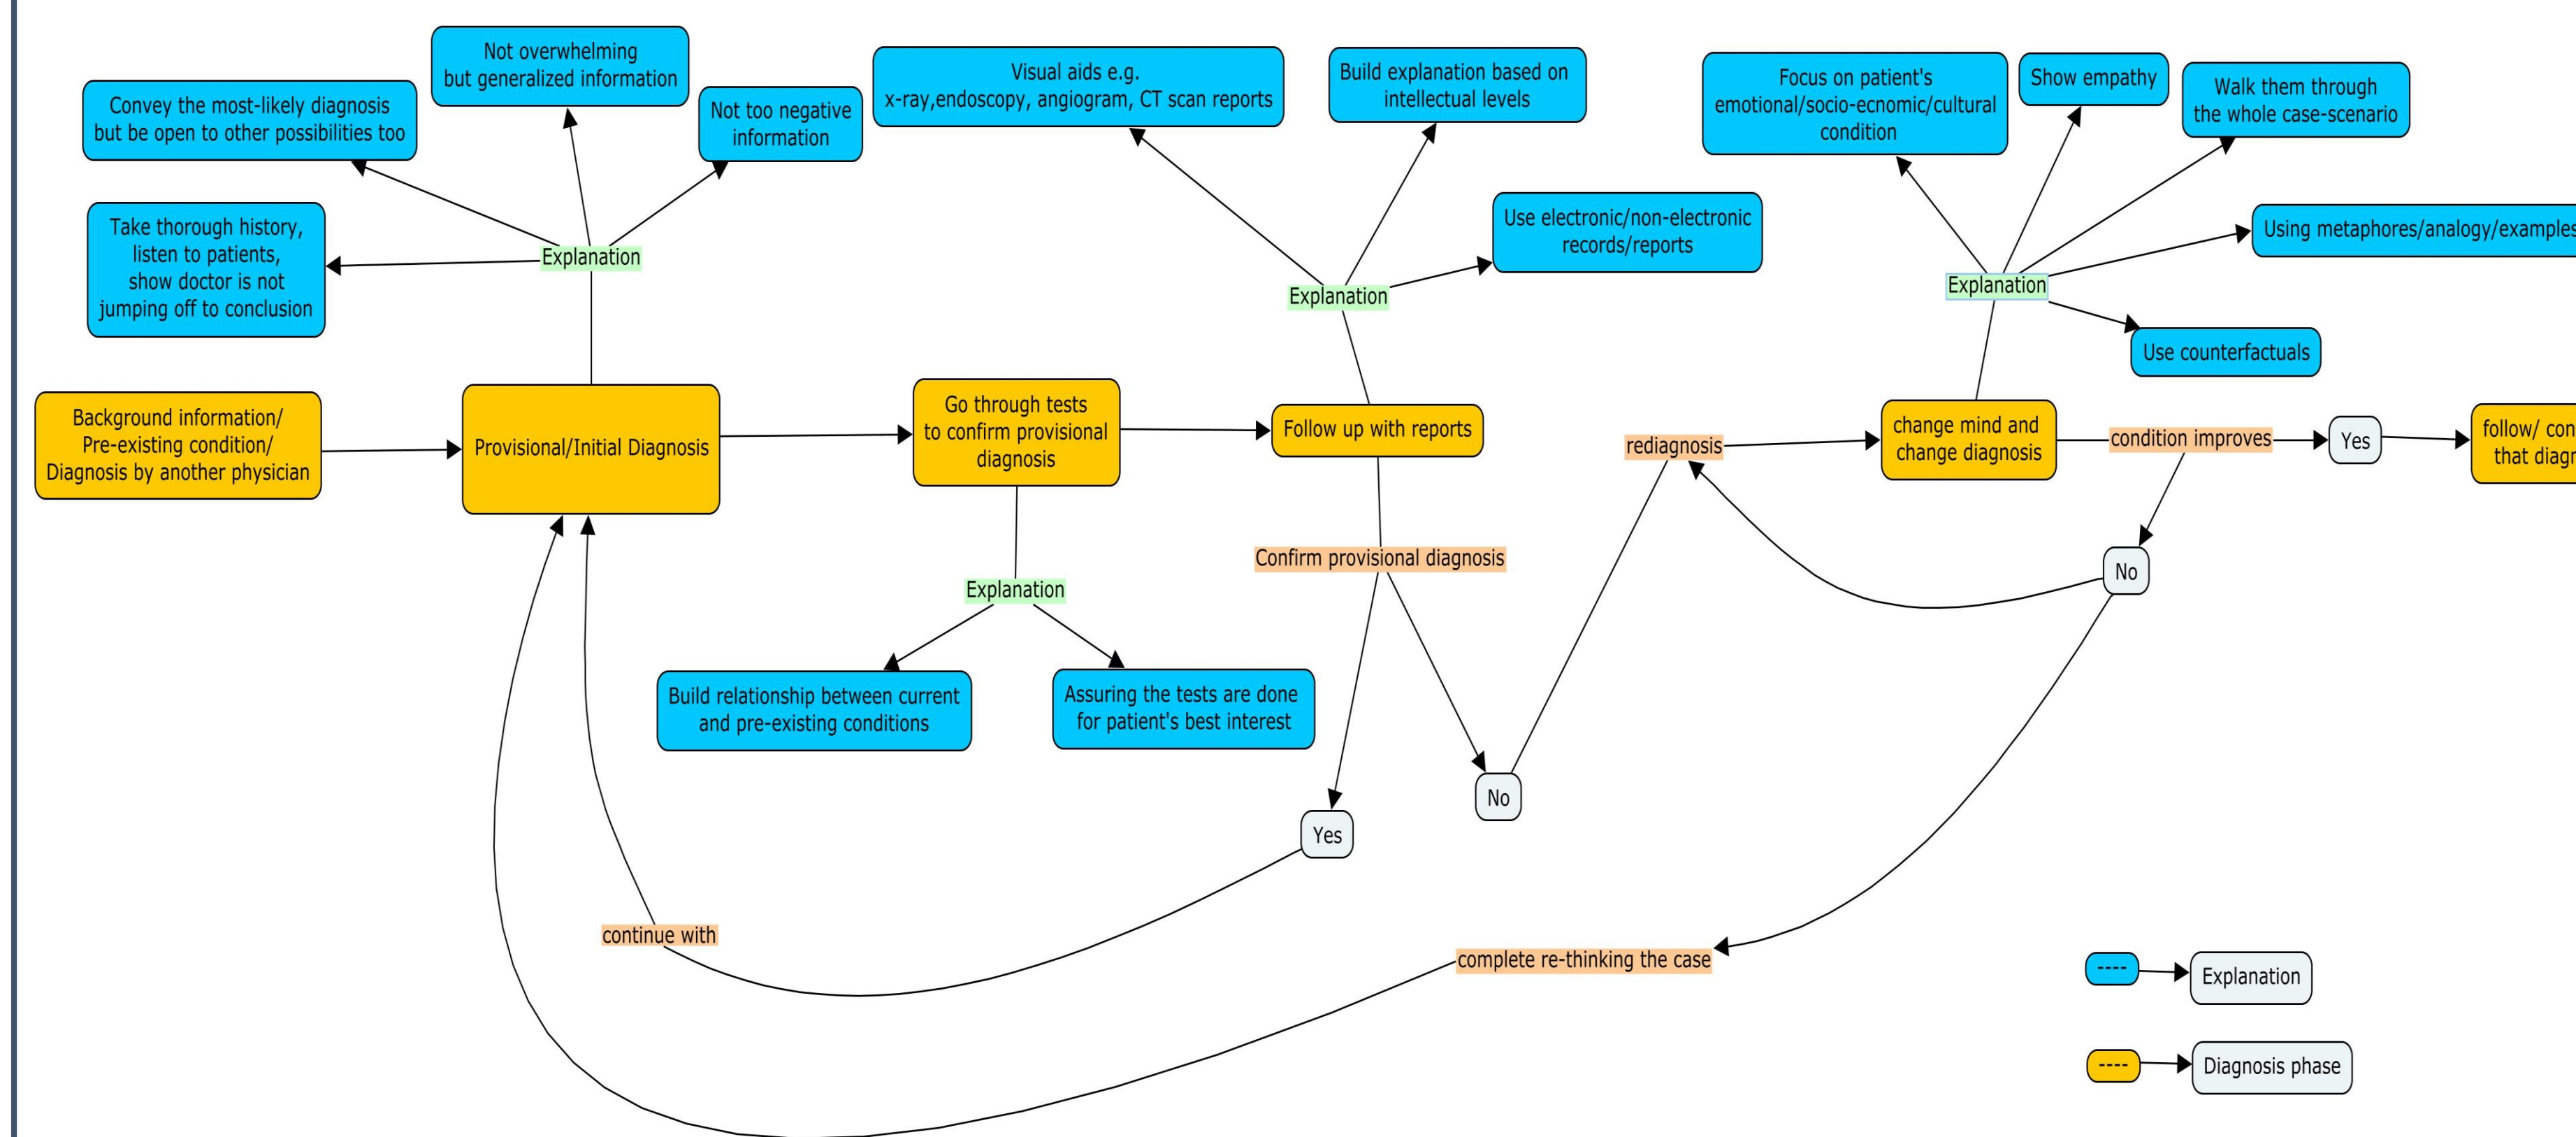 Not overwhelming
but generalized information
Convey the most-likely diagnosis
but be open to other possibilities too
Not too negative
information
Take thorough history,
listen to patients,
show doctor is not
jumping off to conclusion
Explanation
Visual aids e.g.
x-ray,endoscopy, angiogram, CT scan reports
Build explanation based on
intellectual levels
Use electronic/non-electronic
records/reports
Explanation
Focus on patient's
emotional/socio-ecnomic/cultural
condition
Show empathy
Walk them through
the whole case-scenario
Using metaphores/analogy/examples
Explanation
Use counterfactuals
Background information/
Pre-existing condition/
Diagnosis by another physician
Provisional/Initial Diagnosis
Go through tests
to confirm provisional
diagnosis
Follow up with reports
rediagnosis
change mind and
change diagnosis
condition improves
Yes
follow/
that
No
Confirm provisional diagnosis
Explanation
Build relationship between current
and pre-existing conditions
Assuring the tests are done
for patient's best interest
No
Yes
continue with
complete re-thinking the case
----
Explanation
----
Diagnosis phase